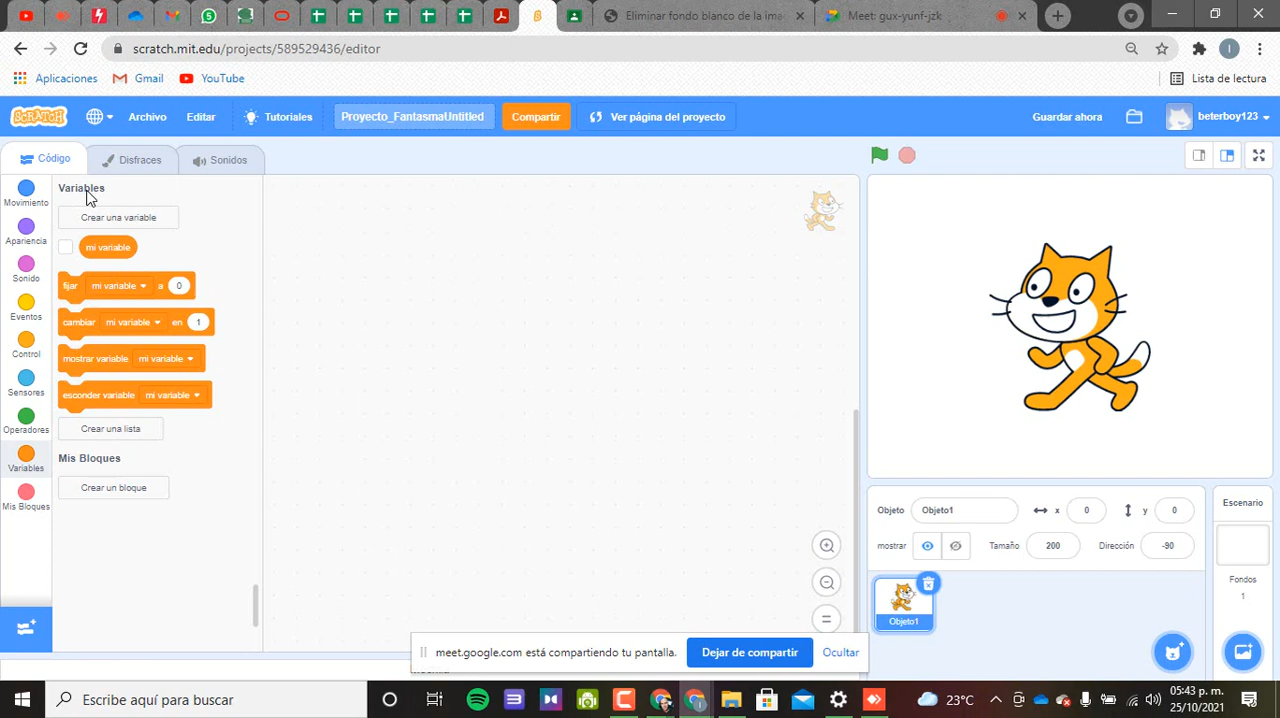 Eliminar fondo blanco de la ima
Meet: gux-yunf-jzk
scratch.mit.edu/projects/589529436/editor
I
Aplicaciones Gmail YouTube Lista de lectura
SCRATCH Archivo Editar Tutoriales Proyecto_FantasmaUntitled Compartir Ver página del proyecto Guardar ahora beterboy123
Código Disfraces Sonidos
Movimiento
Apariencia
Sonido
Eventos
Control
Sensores
Operadores
Variables
Mis Bloques
Variables
Crear una variable
mi variable
fijar mi variable a 0
cambiar mi variable en 1
mostrar variable mi variable
esconder variable mi variable
Crear una lista
Mis Bloques
Crear un bloque
Objeto Objeto1 x 0 y 0
mostrar Tamaño 200 Dirección -90
Objeto1
Escenario
Fondos
1
meet.google.com está compartiendo tu pantalla. Dejar de compartir Ocultar
Escribe aquí para buscar
23°C
05:43 p. m.
25/10/2021